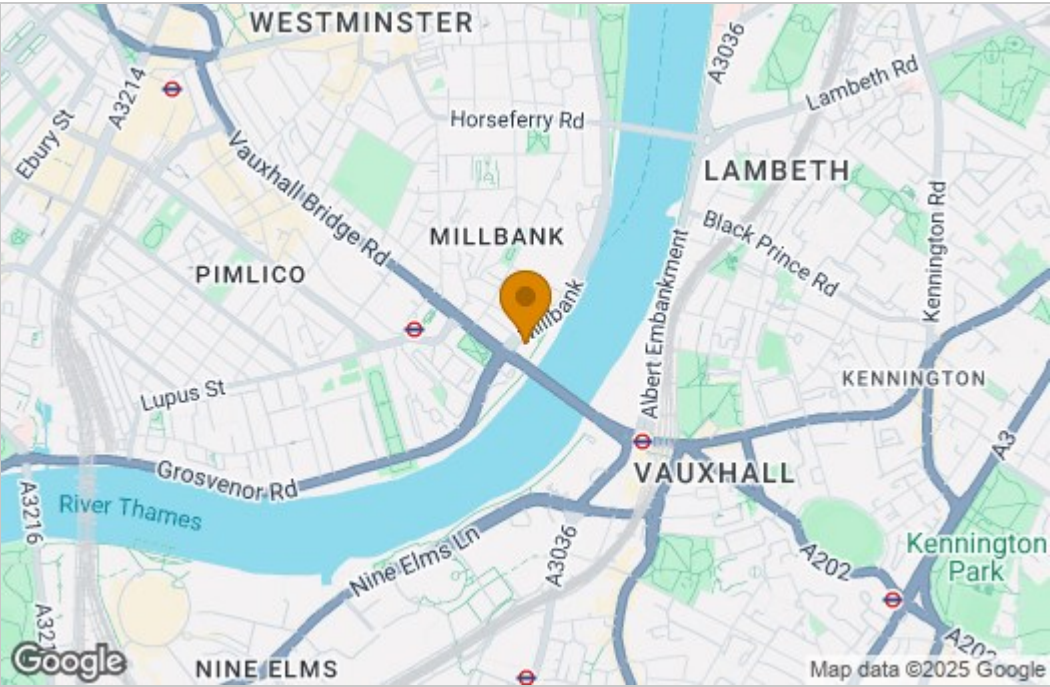 WESTMINSTER
A3036
A3214
Lambeth Rd
Ebury St
Horseferry Rd
Vauxhall Bridge Rd
LAMBETH
MILLBANK
Black Prince Rd
Kennington Rd
PIMLICO
Millbank
Albert Embankment
Lupus St
KENNINGTON
A3
Grosvenor Rd
VAUXHALL
A3216
River Thames
Nine Elms Ln
A3036
A202
Kennington
Park
NINE ELMS
A202
Google
Map data ©2025 Google